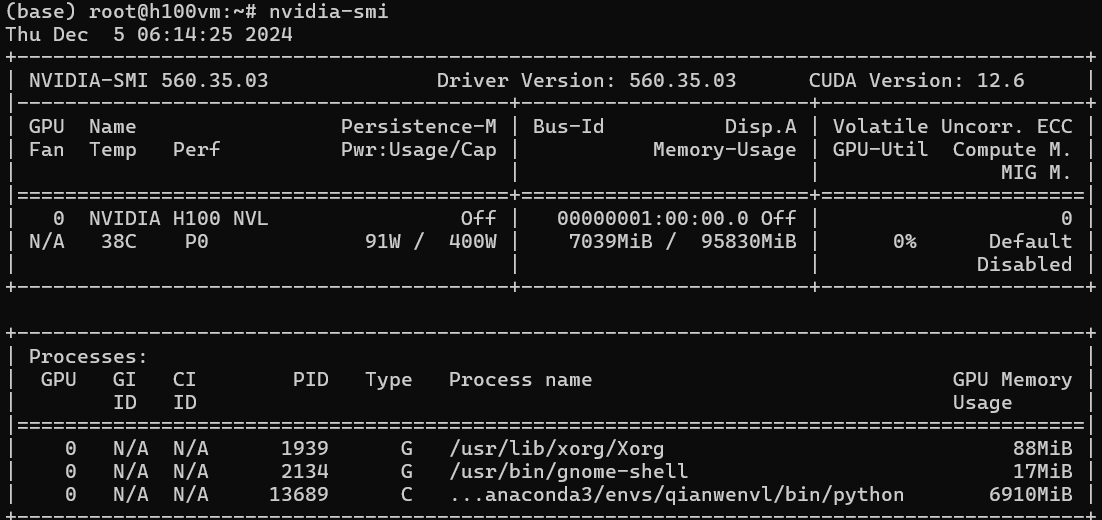 (base) root@h100vm:~# nvidia-smi
Thu Dec  5 06:14:25 2024
+-----------------------------------------------------------------------------------------+
| NVIDIA-SMI 560.35.03              Driver Version: 560.35.03      CUDA Version: 12.6     |
|-----------------------------------------+------------------------+----------------------+
| GPU  Name                 Persistence-M | Bus-Id          Disp.A | Volatile Uncorr. ECC |
| Fan  Temp   Perf          Pwr:Usage/Cap |           Memory-Usage | GPU-Util  Compute M. |
|                                         |                        |               MIG M. |
|=========================================+========================+======================|
|   0  NVIDIA H100 NVL                Off |   00000001:00:00.0 Off |                    0 |
| N/A   38C    P0             91W /  400W |    7039MiB /  95830MiB |      0%      Default |
|                                         |                        |             Disabled |
+-----------------------------------------+------------------------+----------------------+

+-----------------------------------------------------------------------------------------+
| Processes:                                                                              |
|  GPU   GI   CI        PID   Type   Process name                              GPU Memory |
|        ID   ID                                                               Usage      |
|=========================================================================================|
|    0   N/A  N/A      1939      G   /usr/lib/xorg/Xorg                             88MiB |
|    0   N/A  N/A      2134      G   /usr/bin/gnome-shell                           17MiB |
|    0   N/A  N/A     13689      C   ...anaconda3/envs/qianwenvl/bin/python       6910MiB |
+-----------------------------------------------------------------------------------------+